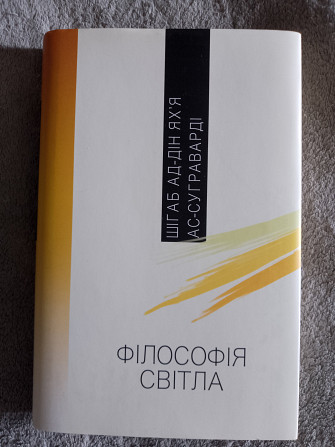 ШІГАБ АД-ДІН ЯХ'Я
АС-СУГРАВАРДІ
ФІЛОСОФІЯ
СВІТЛА